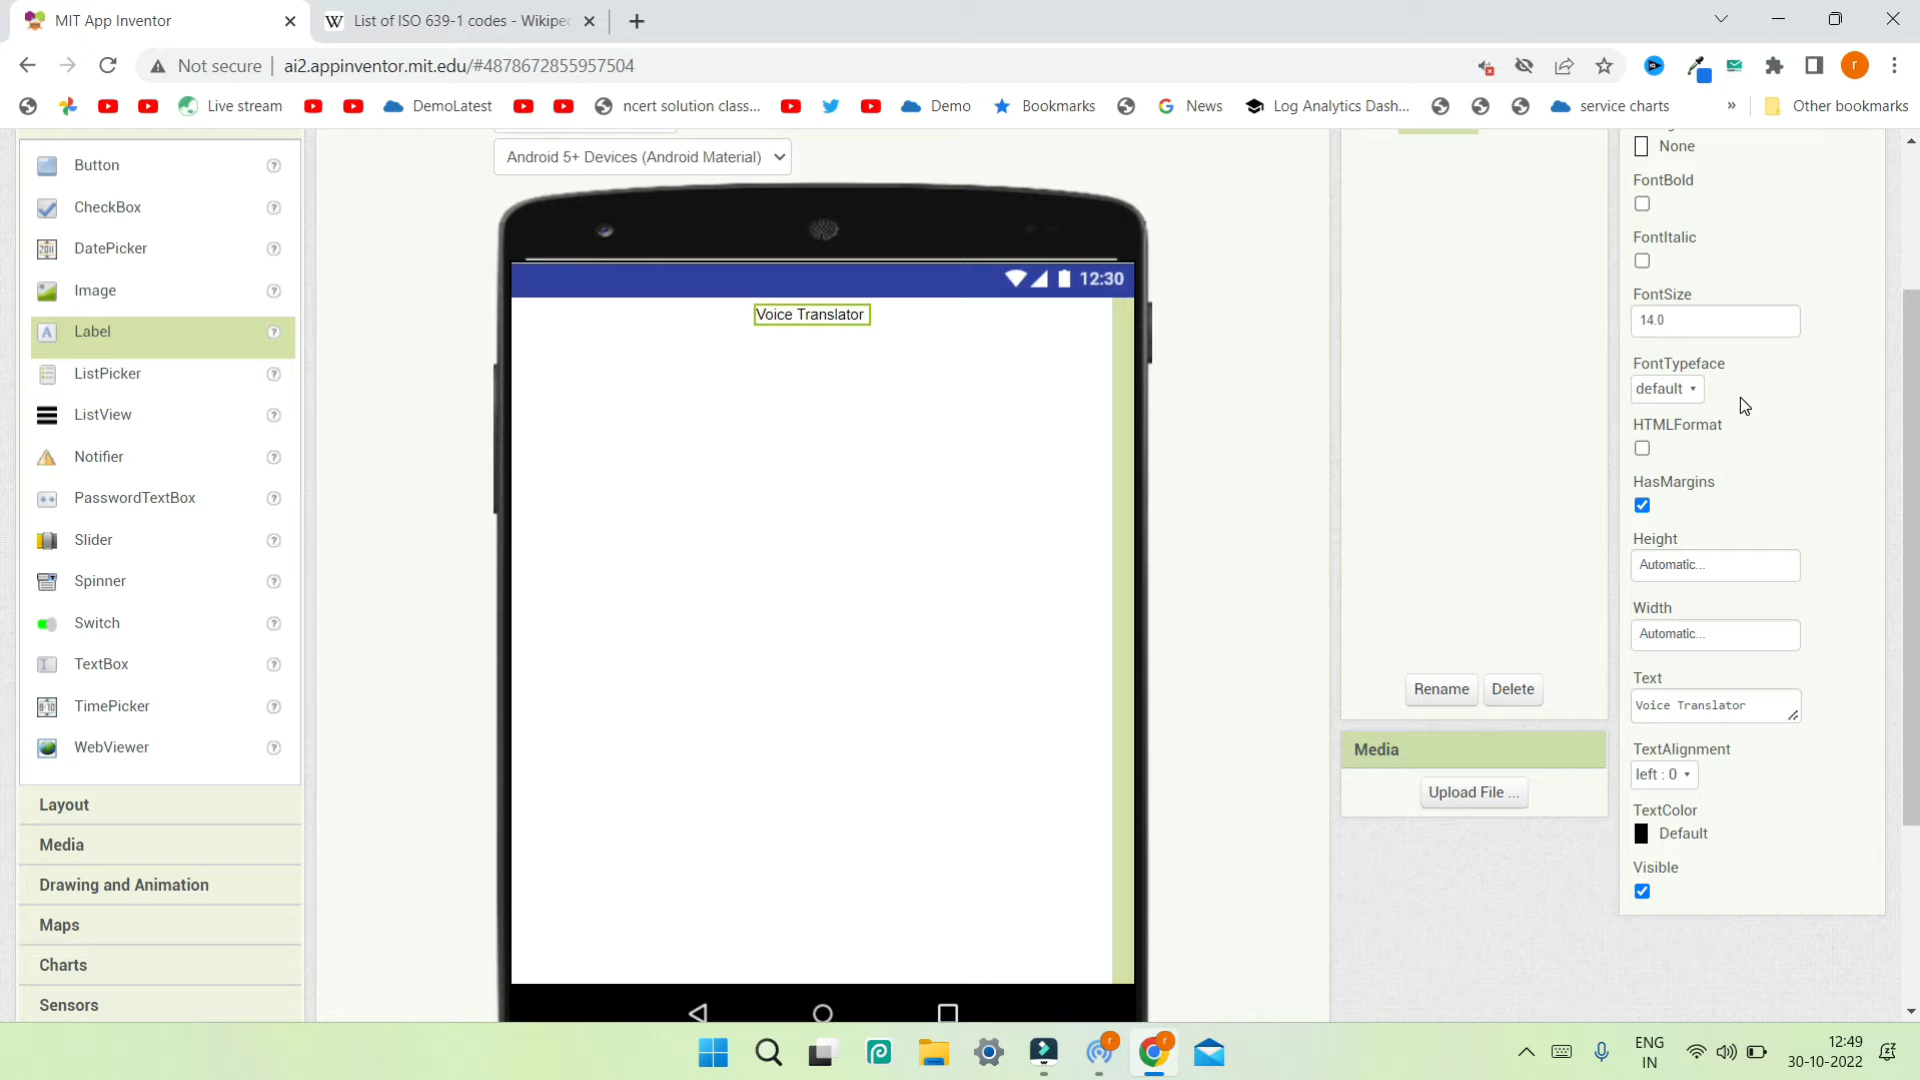 MIT App Inventor
W List of ISO 639-1 codes - Wikipe
Not secure ai2.appinventor.mit.edu/#4878672855957504
Live stream DemoLatest ncert solution class... Demo Bookmarks G News Log Analytics Dash... service charts » Other bookmarks
Android 5+ Devices (Android Material)
Button ?
CheckBox ?
DatePicker ?
Image ?
Label ?
ListPicker ?
ListView ?
Notifier ?
PasswordTextBox ?
Slider ?
Spinner ?
Switch ?
TextBox ?
TimePicker ?
WebViewer ?
Layout
Media
Drawing and Animation
Maps
Charts
Sensors
12:30
Voice Translator
Rename Delete
Media
Upload File ...
None
FontBold
FontItalic
FontSize
14.0
FontTypeface
default
HTMLFormat
HasMargins
Height
Automatic...
Width
Automatic...
Text
Voice Translator
TextAlignment
left : 0
TextColor
Default
Visible
ENG
IN
12:49
30-10-2022